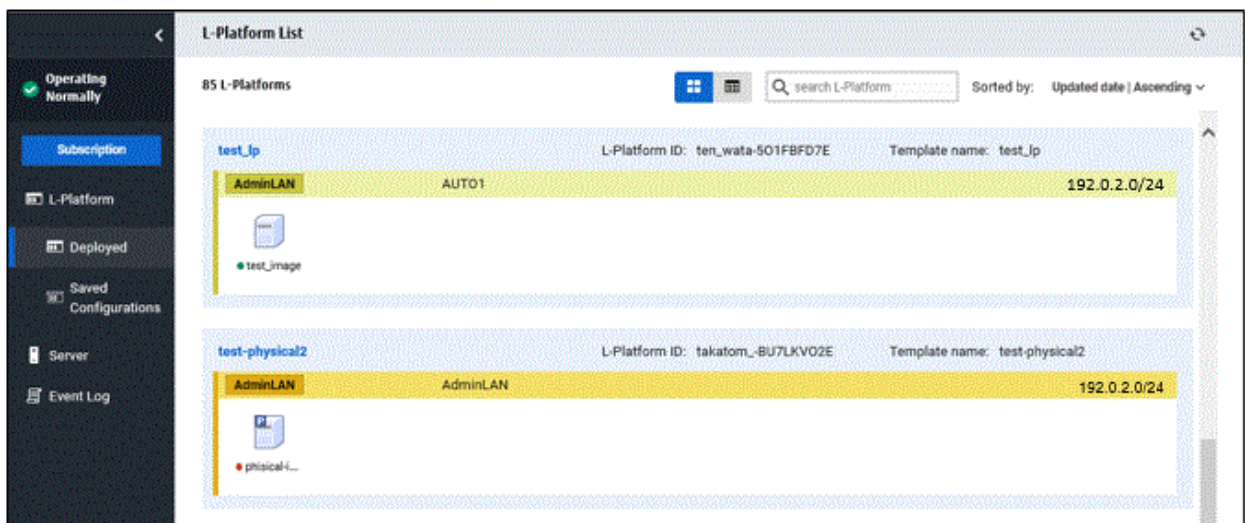 L-Platform List
Operating
Normally
Subscription
L-Platform
Deployed
Saved
Configurations
Server
Event Log
85 L-Platforms
search L-Platform
Sorted by: Updated date | Ascending
test_lp L-Platform ID: ten_wata-501FBFD7E Template name: test_lp
AdminLAN AUTO1 192.0.2.0/24
test_image
test-physical2 L-Platform ID: takatom_-BU7LKVO2E Template name: test-physical2
AdminLAN AdminLAN 192.0.2.0/24
P
phisical-i...